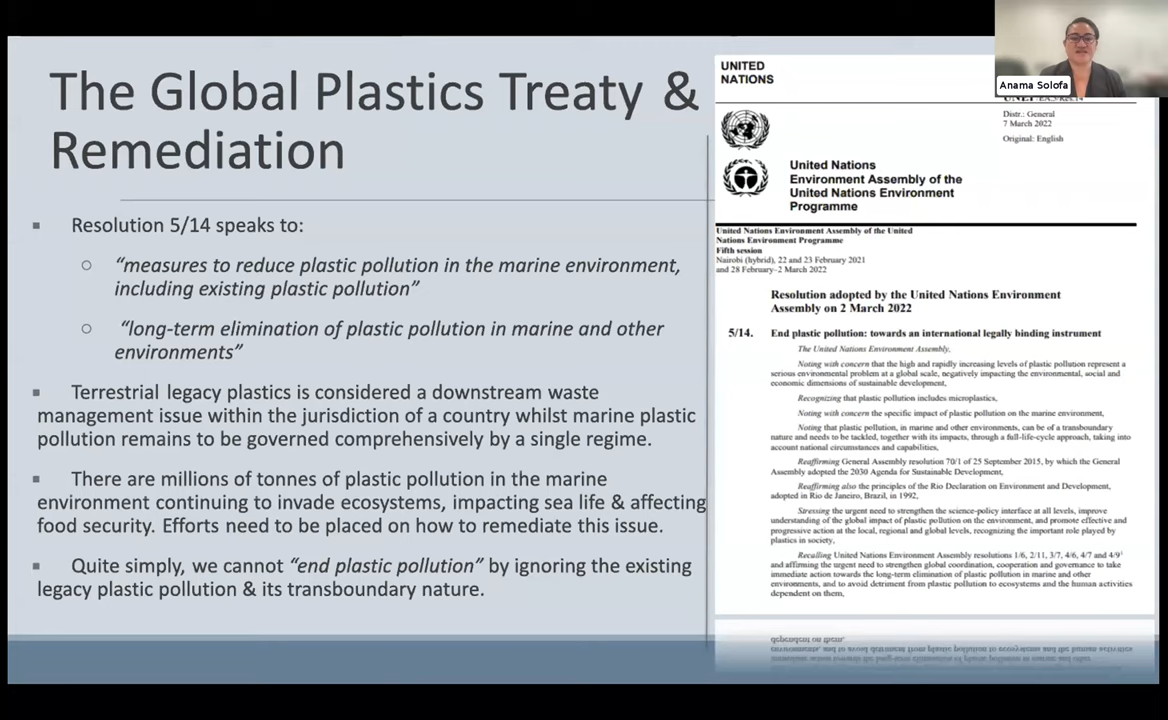 The Global Plastics Treaty &
Remediation
▪ Resolution 5/14 speaks to:
○ “measures to reduce plastic pollution in the marine environment,
including existing plastic pollution”
○ “long-term elimination of plastic pollution in marine and other
environments”
▪ Terrestrial legacy plastics is considered a downstream waste
management issue within the jurisdiction of a country whilst marine plastic
pollution remains to be governed comprehensively by a single regime.
▪ There are millions of tonnes of plastic pollution in the marine
environment continuing to invade ecosystems, impacting sea life & affecting
food security. Efforts need to be placed on how to remediate this issue.
▪ Quite simply, we cannot “end plastic pollution” by ignoring the existing
legacy plastic pollution & its transboundary nature.
UNITED
NATIONS
Anama Solofa
Distr.: General
7 March 2022
Original: English
United Nations
Environment Assembly of the
United Nations Environment
Programme
United Nations Environment Assembly of the United
Nations Environment Programme
Fifth session
Nairobi (hybrid), 22 and 23 February 2021
and 28 February–2 March 2022
Resolution adopted by the United Nations Environment
Assembly on 2 March 2022
5/14. End plastic pollution: towards an international legally binding instrument
The United Nations Environment Assembly,
Noting with concern that the high and rapidly increasing levels of plastic pollution represent a
serious environmental problem at a global scale, negatively impacting the environmental, social and
economic dimensions of sustainable development,
Recognizing that plastic pollution includes microplastics,
Noting with concern the specific impact of plastic pollution on the marine environment,
Noting that plastic pollution, in marine and other environments, can be of a transboundary
nature and needs to be tackled, together with its impacts, through a full-life-cycle approach, taking into
account national circumstances and capabilities,
Reaffirming General Assembly resolution 70/1 of 25 September 2015, by which the General
Assembly adopted the 2030 Agenda for Sustainable Development,
Reaffirming also the principles of the Rio Declaration on Environment and Development,
adopted in Rio de Janeiro, Brazil, in 1992,
Stressing the urgent need to strengthen the science-policy interface at all levels, improve
understanding of the global impact of plastic pollution on the environment, and promote effective and
progressive action at the local, regional and global levels, recognizing the important role played by
plastics in society,
Recalling United Nations Environment Assembly resolutions 1/6, 2/11, 3/7, 4/6, 4/7 and 4/9¹
and affirming the urgent need to strengthen global coordination, cooperation and governance to take
immediate action towards the long-term elimination of plastic pollution in marine and other
environments, and to avoid detriment from plastic pollution to ecosystems and the human activities
dependent on them,